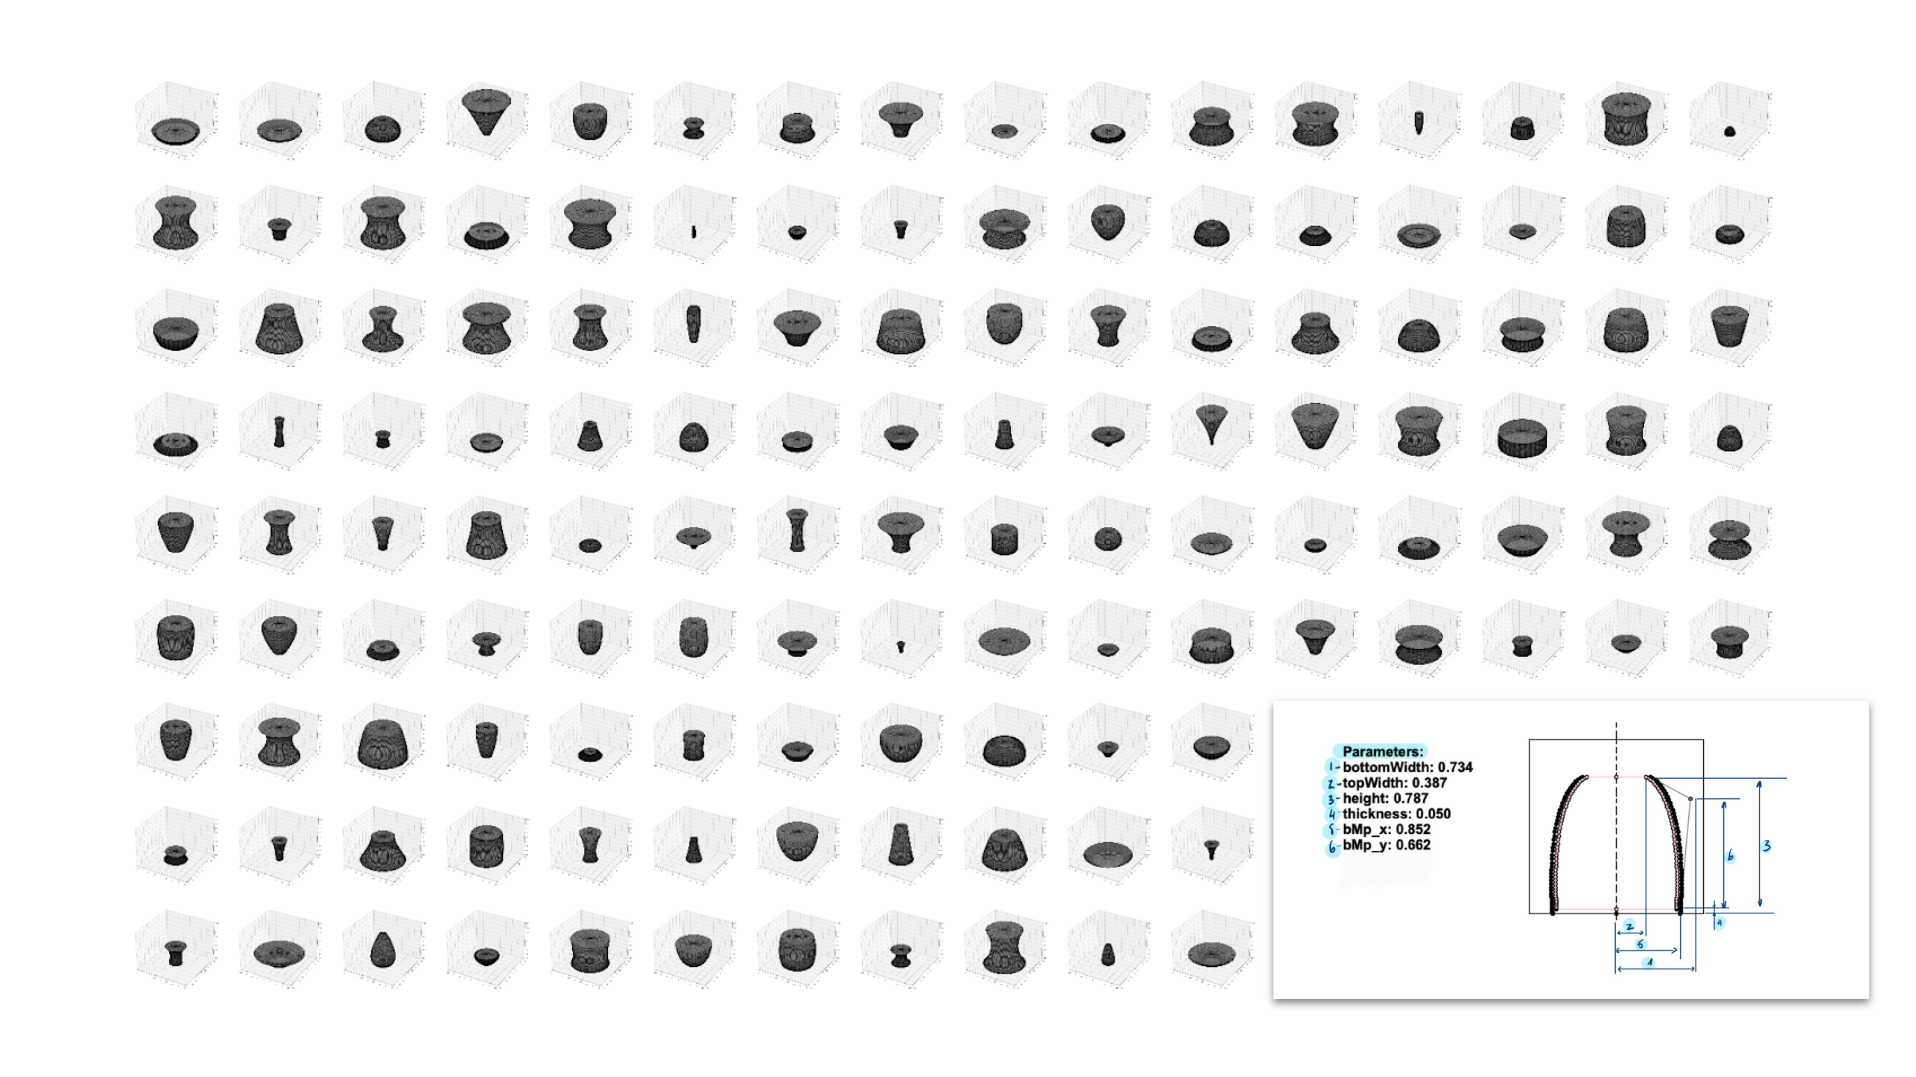 Parameters:
1-bottomWidth: 0.734
2-topWidth: 0.387
3-height: 0.787
4-thickness: 0.050
5-bMp_x: 0.852
6-bMp_y: 0.662
6
3
4
2
5
1